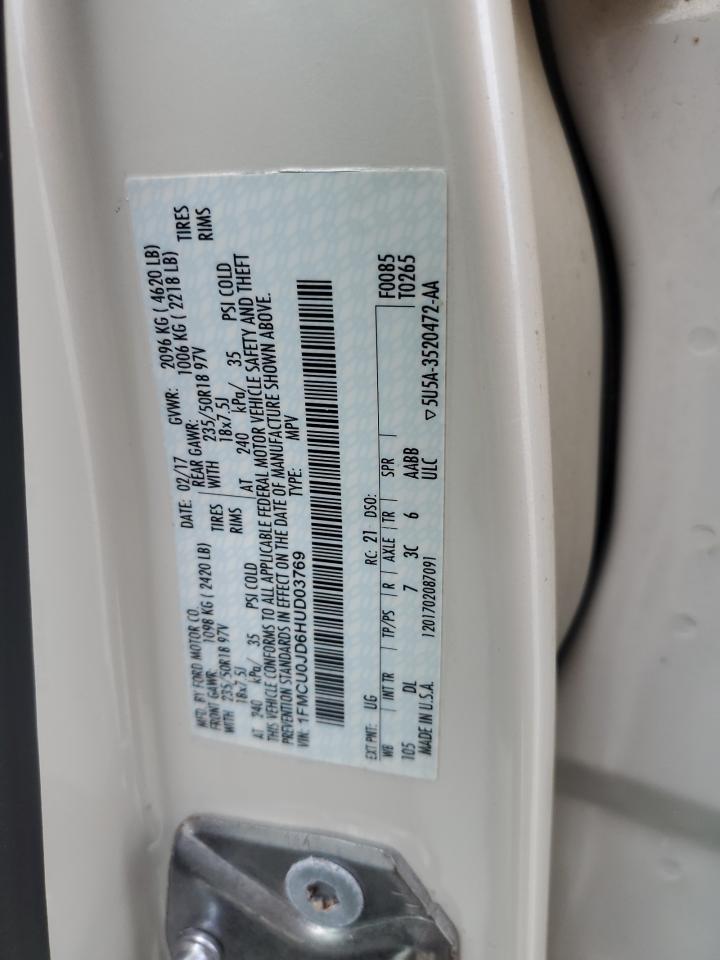 MFD. BY FORD MOTOR CO. DATE: 02/17 GVWR: 2096 KG ( 4620 LB)
FRONT GAWR: 1098 KG ( 2420 LB) REAR GAWR: 1006 KG ( 2218 LB)
WITH 235/50R18 97V TIRES WITH 235/50R18 97V TIRES
18x7.5J RIMS 18x7.5J RIMS
AT 240 kPa/ 35 PSI COLD AT 240 kPa/ 35 PSI COLD
THIS VEHICLE CONFORMS TO ALL APPLICABLE FEDERAL MOTOR VEHICLE SAFETY AND THEFT
PREVENTION STANDARDS IN EFFECT ON THE DATE OF MANUFACTURE SHOWN ABOVE.
VIN: 1FMCU0JD6HUD03769 TYPE: MPV
EXT PNT: UG RC: 21 DSO: F0085
WB INT TR TP/PS R AXLE TR SPR T0265
105 DL 7 3C 6 AABB
MADE IN U.S.A. 1201702087091 ULC ▽5U5A-3520472-AA